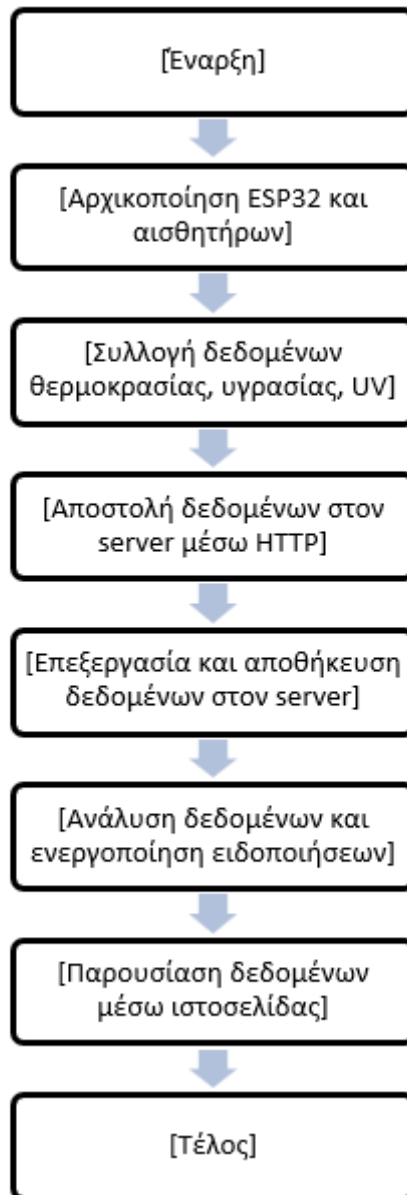 [Έναρξη]
[Αρχικοποίηση ESP32 και
αισθητήρων]
[Συλλογή δεδομένων
θερμοκρασίας, υγρασίας, UV]
[Αποστολή δεδομένων στον
server μέσω HTTP]
[Επεξεργασία και αποθήκευση
δεδομένων στον server]
[Ανάλυση δεδομένων και
ενεργοποίηση ειδοποιήσεων]
[Παρουσίαση δεδομένων
μέσω ιστοσελίδας]
[Τέλος]